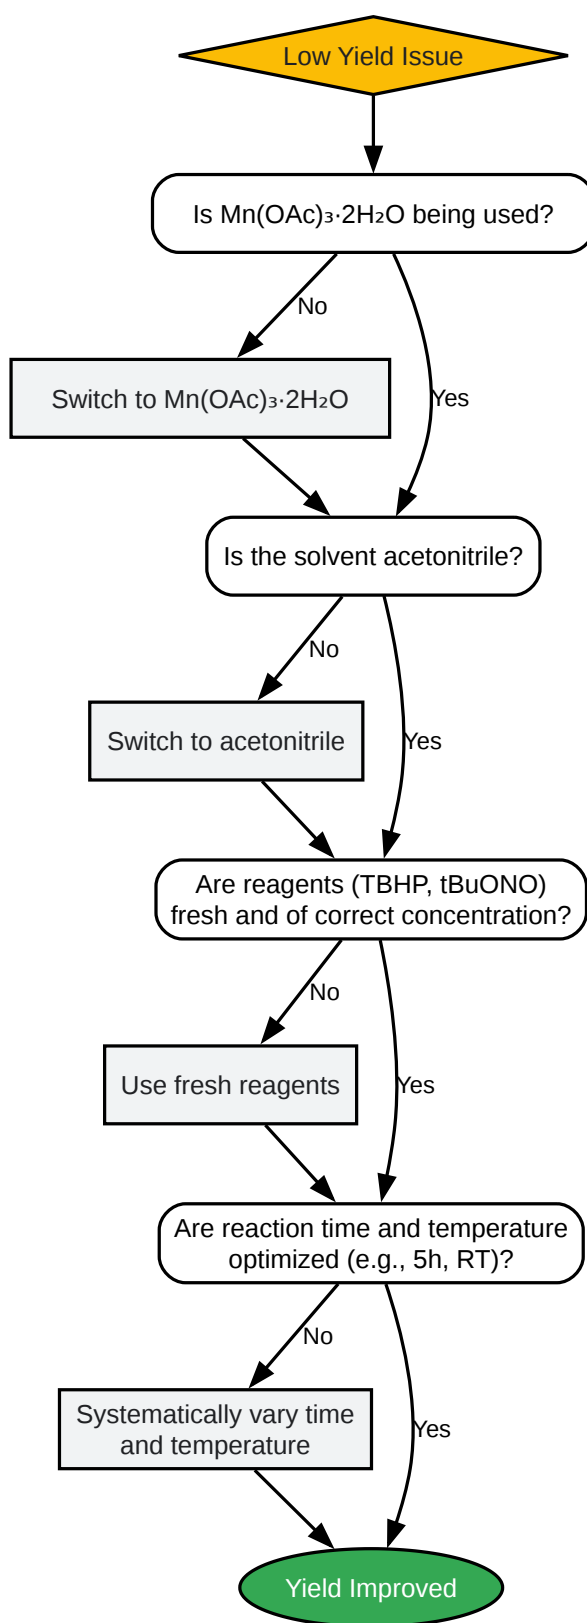 Low Yield Issue
Is Mn(OAc)₃·2H₂O being used?
No
Switch to Mn(OAc)₃·2H₂O
Yes
Is the solvent acetonitrile?
No
Switch to acetonitrile
Yes
Are reagents (TBHP, tBuONO)
fresh and of correct concentration?
No
Use fresh reagents
Yes
Are reaction time and temperature
optimized (e.g., 5h, RT)?
No
Systematically vary time
and temperature
Yes
Yield Improved